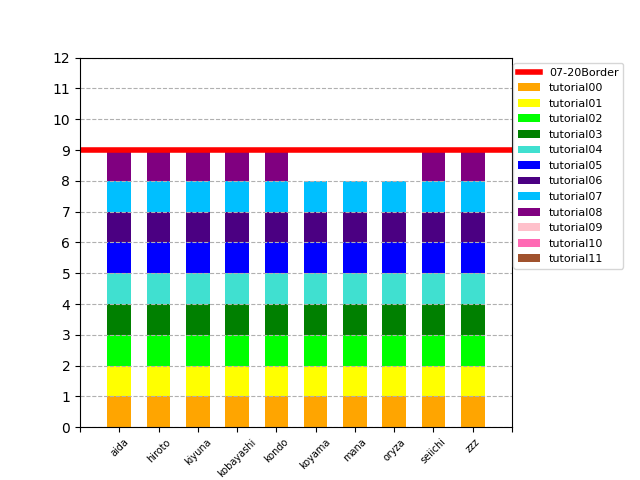 12
11
10
9
8
7
6
5
4
3
2
1
0
aida
hiroto
kiyuna
kobayashi
kondo
koyama
mana
oryza
seiichi
zzz
07-20Border
tutorial00
tutorial01
tutorial02
tutorial03
tutorial04
tutorial05
tutorial06
tutorial07
tutorial08
tutorial09
tutorial10
tutorial11